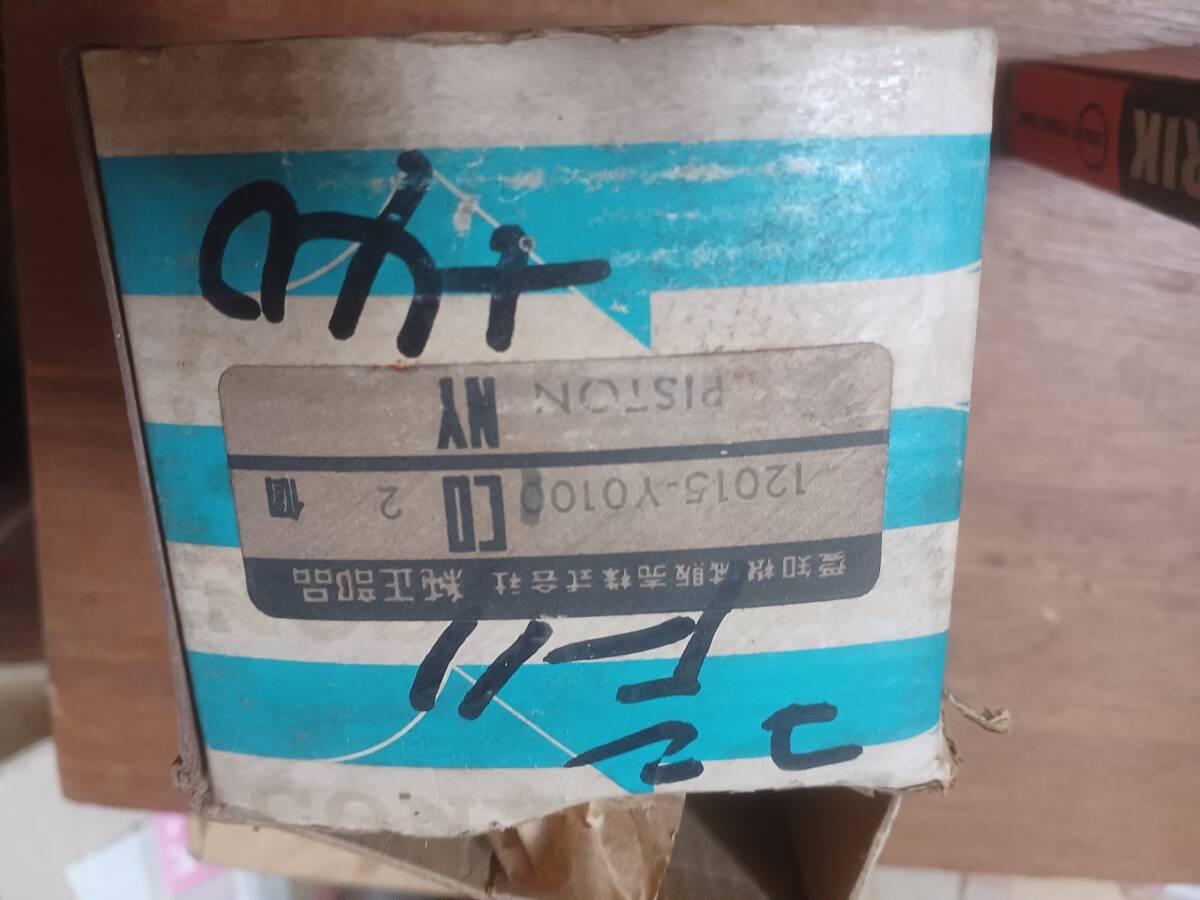 愛知機械販売株式会社 純正部品
12015-Y0100 CO 2 個
PISTON NY
+40
RIK